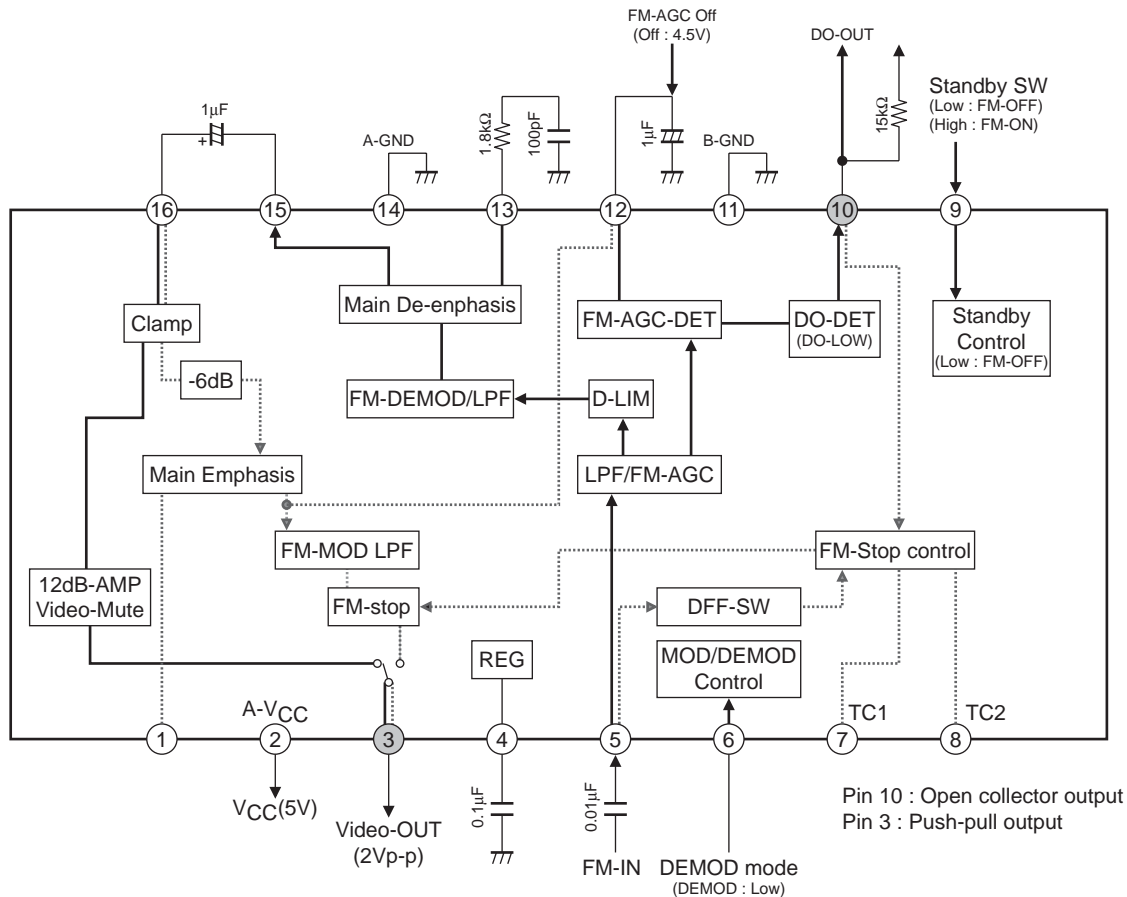 FM-AGC Off
(Off : 4.5V)
DO-OUT
Standby SW
(Low : FM-OFF)
(High : FM-ON)
1μF
+
A-GND
1.8kΩ
100pF
1μF
B-GND
15kΩ
16
15
14
13
12
11
10
9
Clamp
Main De-enphasis
FM-AGC-DET
DO-DET
(DO-LOW)
Standby
Control
(Low : FM-OFF)
-6dB
FM-DEMOD/LPF
D-LIM
Main Emphasis
LPF/FM-AGC
FM-MOD LPF
FM-Stop control
12dB-AMP
Video-Mute
FM-stop
DFF-SW
REG
MOD/DEMOD
Control
A-VCC
TC1
TC2
1
2
3
4
5
6
7
8
VCC(5V)
Video-OUT
(2Vp-p)
0.1μF
0.01μF
FM-IN
DEMOD mode
(DEMOD : Low)
Pin 10 : Open collector output
Pin 3 : Push-pull output